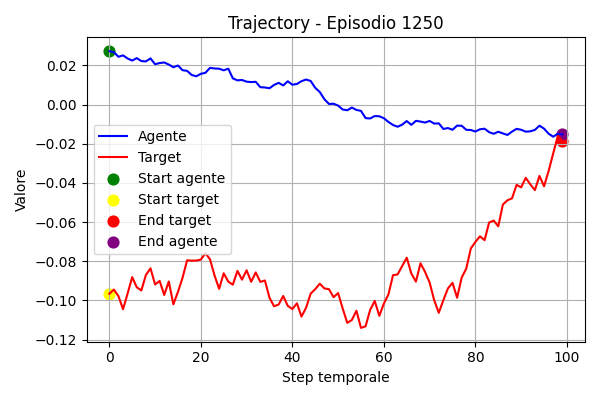 Trajectory - Episodio 1250
Valore
0.02
0.00
−0.02
−0.04
−0.06
−0.08
−0.10
−0.12
Agente
Target
Start agente
Start target
End target
End agente
0 20 40 60 80 100
Step temporale